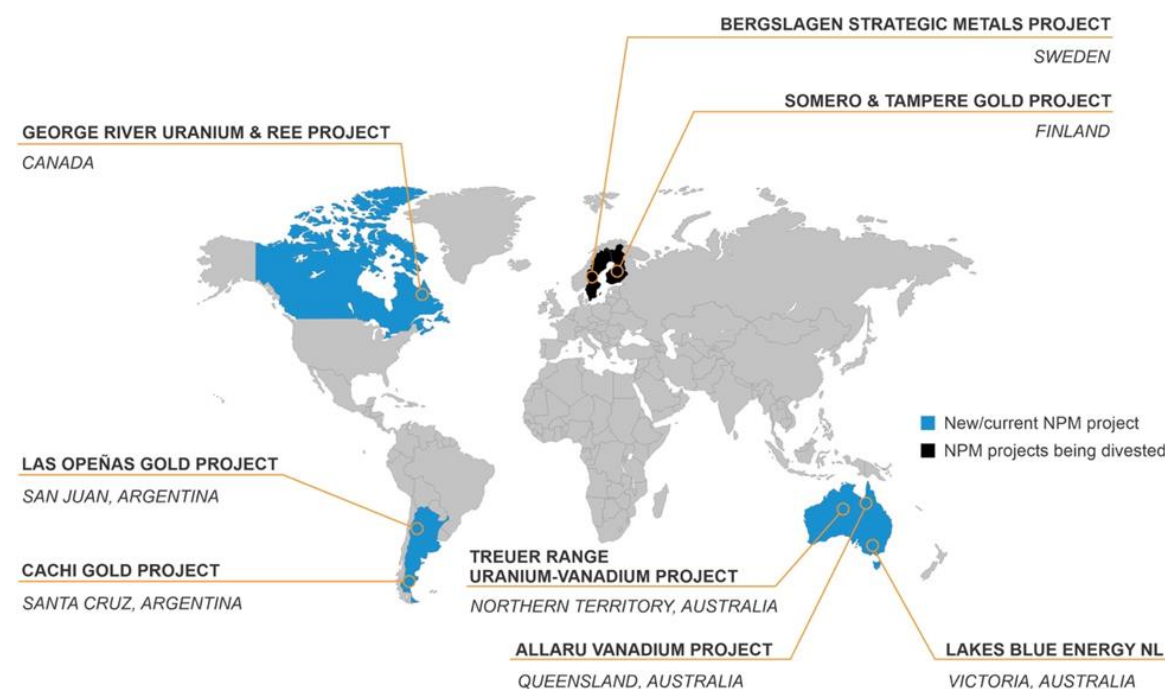 BERGSLAGEN STRATEGIC METALS PROJECT
SWEDEN
SOMERO & TAMPERE GOLD PROJECT
FINLAND
GEORGE RIVER URANIUM & REE PROJECT
CANADA
New/current NPM project
NPM projects being divested
LAS OPEÑAS GOLD PROJECT
SAN JUAN, ARGENTINA
CACHI GOLD PROJECT
SANTA CRUZ, ARGENTINA
TREUER RANGE
URANIUM-VANADIUM PROJECT
NORTHERN TERRITORY, AUSTRALIA
ALLARU VANADIUM PROJECT
QUEENSLAND, AUSTRALIA
LAKES BLUE ENERGY NL
VICTORIA, AUSTRALIA